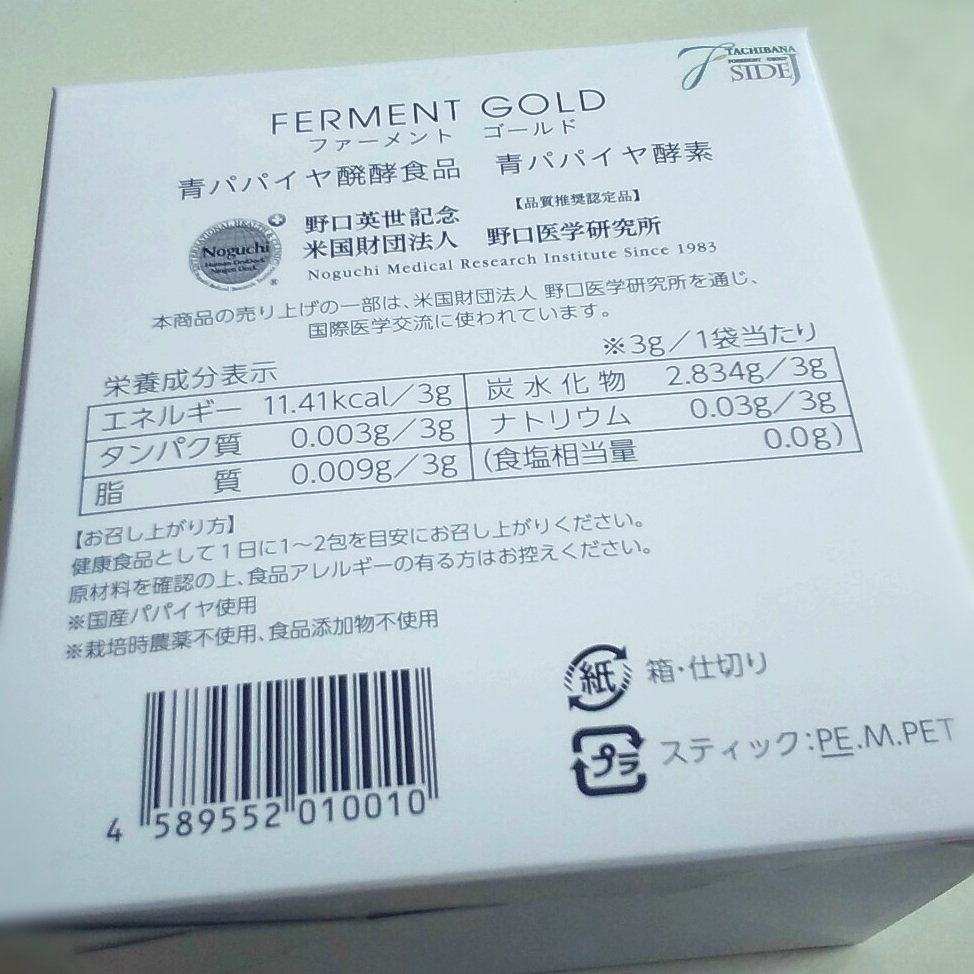 TACHIBANA
SIDEJ
FERMENT GOLD
ファーメント ゴールド
青パパイヤ醗酵食品 青パパイヤ酵素
【品質推奨認定品】
Noguchi
野口英世記念
米国財団法人 野口医学研究所
Noguchi Medical Research Institute Since 1983
本商品の売り上げの一部は、米国財団法人 野口医学研究所を通じ、
国際医学交流に使われています。
※3g/1袋当たり
栄養成分表示
エネルギー 11.41kcal/3g 炭水化物 2.834g/3g
タンパク質 0.003g/3g ナトリウム 0.03g/3g
脂質 0.009g/3g (食塩相当量 0.0g)
【お召し上がり方】
健康食品として1日に1~2包を目安にお召し上がりください。
原材料を確認の上、食品アレルギーの有る方はお控えください。
※国産パパイヤ使用
※栽培時農薬不使用、食品添加物不使用
紙 箱・仕切り
プラ スティック:PE.M.PET
4 589552 010010